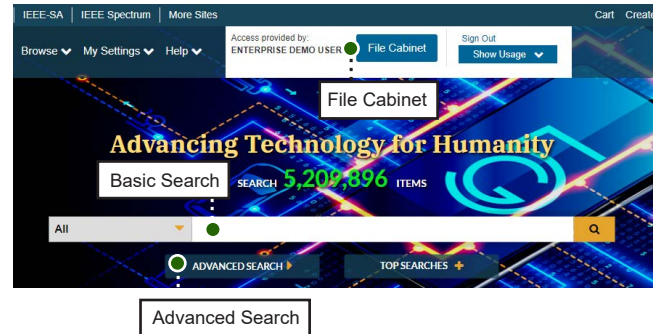 IEEE-SA | IEEE Spectrum | More Sites Cart Create
Browse My Settings Help
Access provided by:
ENTERPRISE DEMO USER
File Cabinet
Sign Out
Show Usage
File Cabinet
Advancing Technology for Humanity
Basic Search
SEARCH 5,209,896 ITEMS
All
ADVANCED SEARCH
TOP SEARCHES +
Advanced Search